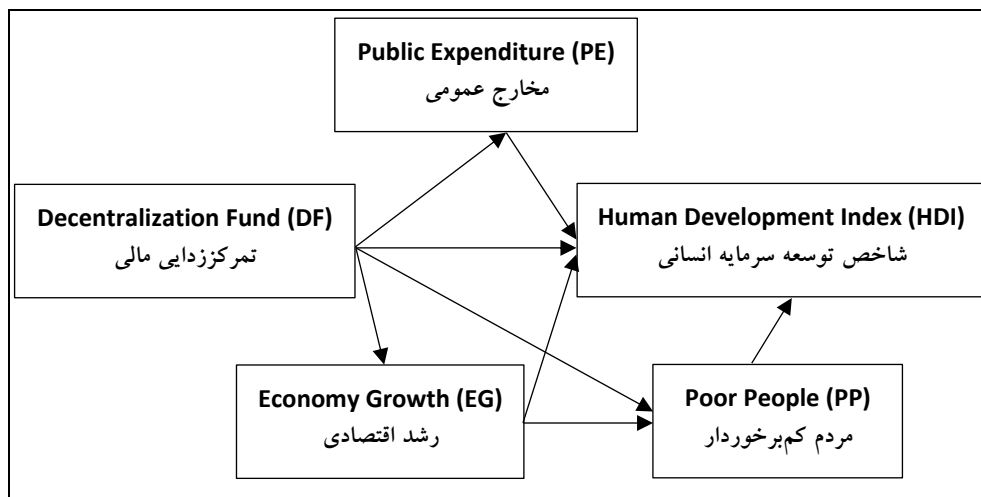 Public Expenditure (PE)
مخارج عمومی
Decentralization Fund (DF)
تمرکززدایی مالی
Human Development Index (HDI)
شاخص توسعه سرمایه انسانی
Economy Growth (EG)
رشد اقتصادی
Poor People (PP)
مردم کم‌برخوردار